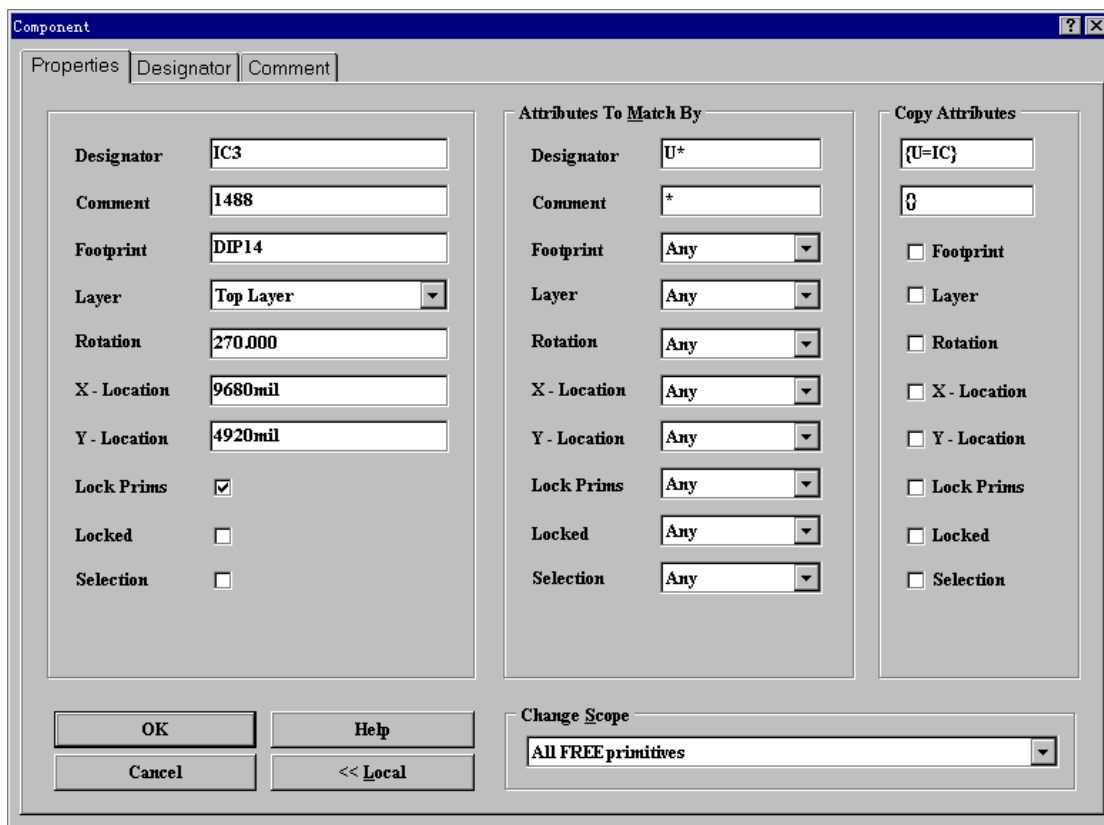 Component
Properties
Designator
Comment
Designator
IC3
Comment
1488
Footprint
DIP14
Layer
Top Layer
Rotation
270.000
X - Location
9680mil
Y - Location
4920mil
Lock Prims
Locked
Selection
Attributes To Match By
Designator
U*
Comment
*
Footprint
Any
Layer
Any
Rotation
Any
X - Location
Any
Y - Location
Any
Lock Prims
Any
Locked
Any
Selection
Any
Copy Attributes
{U=IC}
{}
Footprint
Layer
Rotation
X - Location
Y - Location
Lock Prims
Locked
Selection
OK
Help
Cancel
<< Local
Change Scope
All FREE primitives